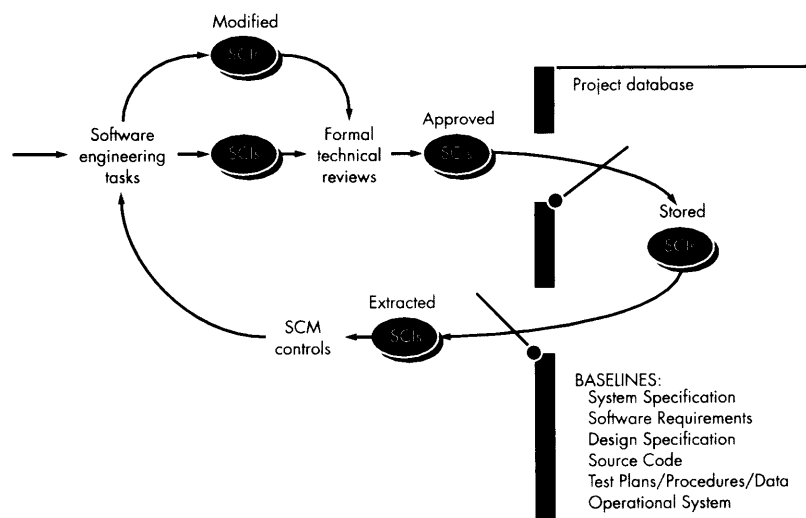 Modified
SCIs
Project database
Approved
Software
engineering
tasks
SCIs
Formal
technical
reviews
SCIs
Stored
SCIs
Extracted
SCM
controls
SCIs
BASELINES:
System Specification
Software Requirements
Design Specification
Source Code
Test Plans/Procedures/Data
Operational System